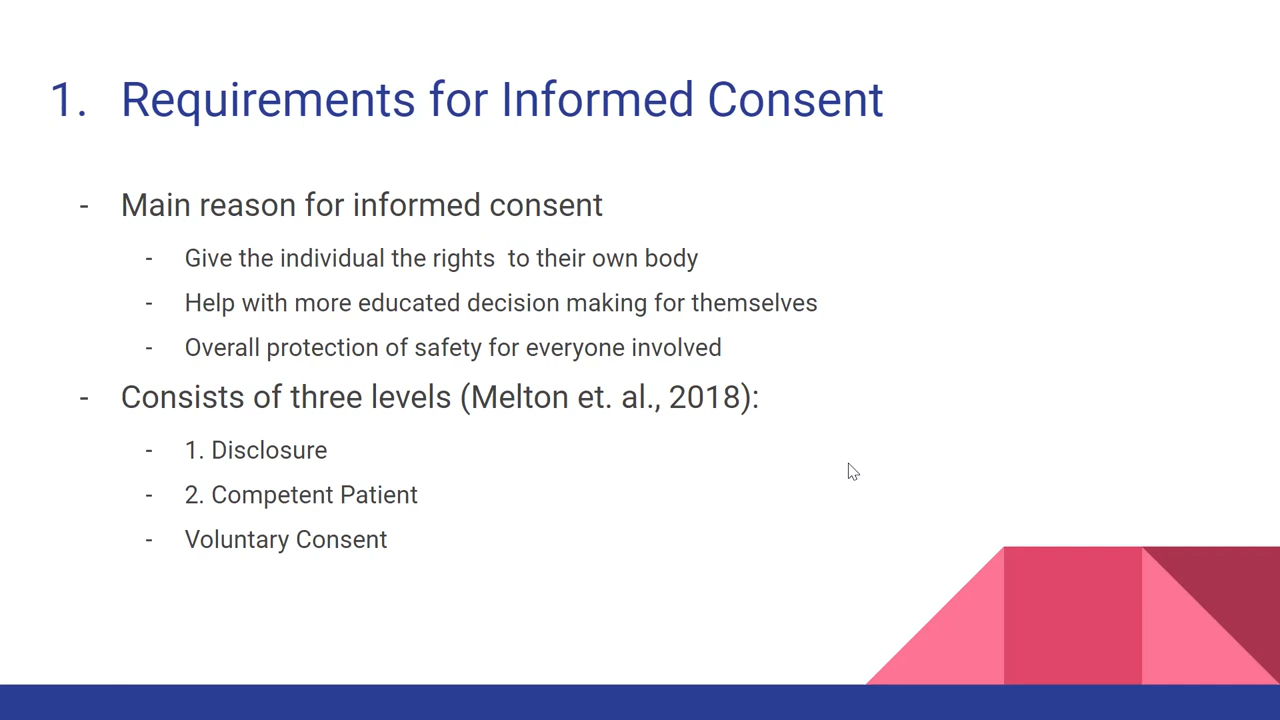 1. Requirements for Informed Consent
- Main reason for informed consent
- Give the individual the rights  to their own body
- Help with more educated decision making for themselves
- Overall protection of safety for everyone involved
- Consists of three levels (Melton et. al., 2018):
- 1. Disclosure
- 2. Competent Patient
- Voluntary Consent